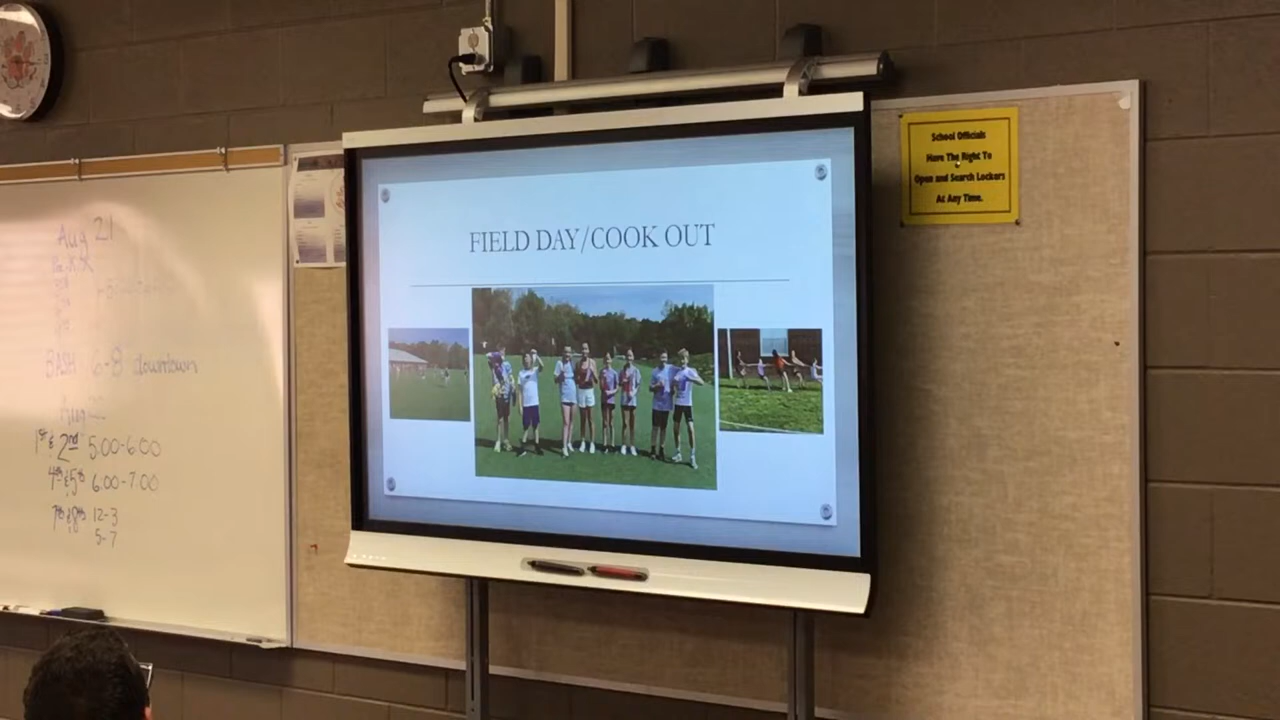 Aug 21
BASH 6-8 downtown
Aug 22
1st & 2nd 5:00-6:00
4th & 5th 6:00-7:00
7th & 8th 12-3
5-7
FIELD DAY/COOK OUT
School Officials
Have The Right To
Open and Search Lockers
At Any Time.